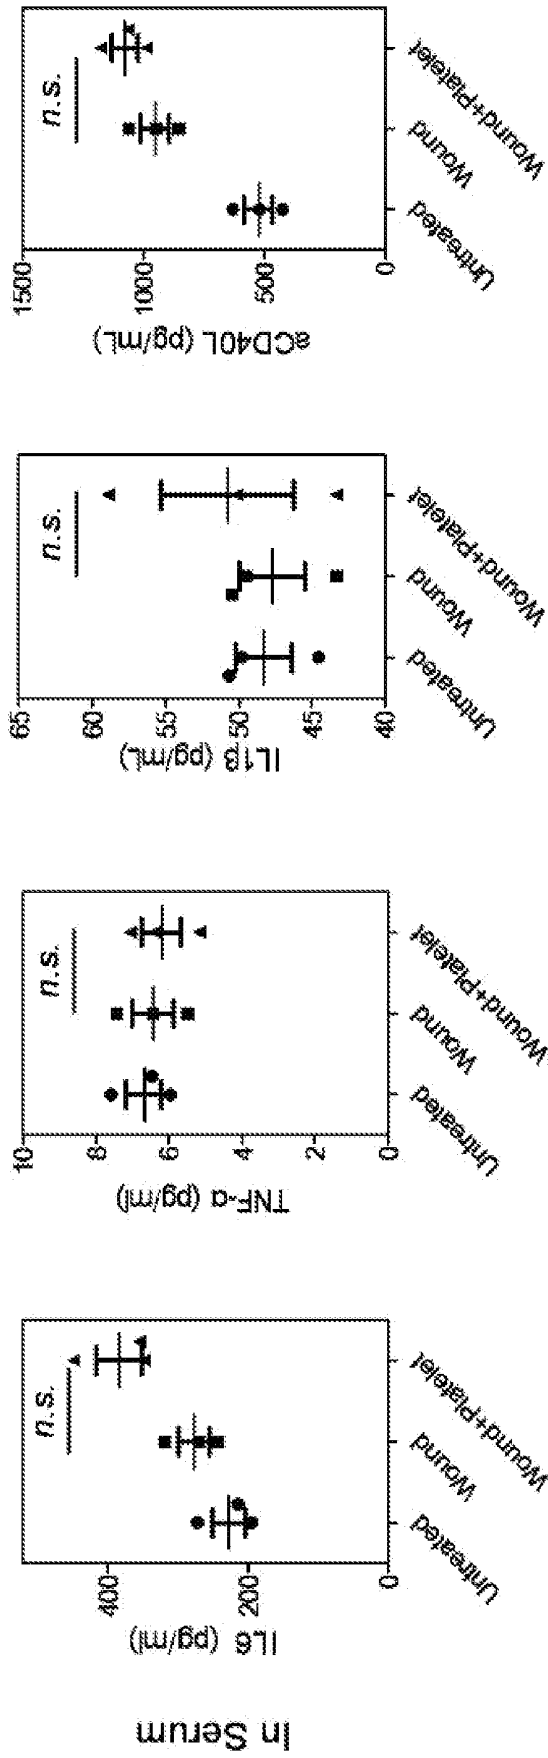 In Serum
IL6 (pg/ml)
400
200
0
n.s.
Untreated
Wound
Wound+Platelet
TNF-α (pg/ml)
10
8
6
4
2
0
n.s.
Untreated
Wound
Wound+Platelet
IL1β (pg/mL)
65
60
55
50
45
40
n.s.
Untreated
Wound
Wound+Platelet
aCD40L (pg/mL)
1500
1000
500
0
n.s.
Untreated
Wound
Wound+Platelet